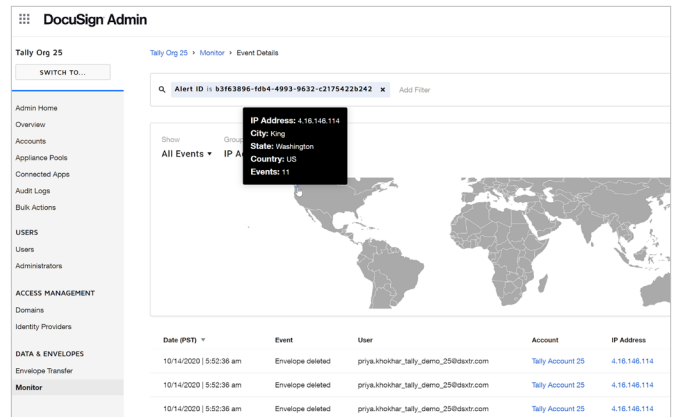 DocuSign Admin
Tally Org 25
SWITCH TO...
Admin Home
Overview
Accounts
Appliance Pools
Connected Apps
Audit Logs
Bulk Actions
USERS
Users
Administrators
ACCESS MANAGEMENT
Domains
Identity Providers
DATA & ENVELOPES
Envelope Transfer
Monitor
Tally Org 25 › Monitor › Event Details
Alert ID is b3f63896-fdb4-4993-9632-c2175422b242 x Add Filter
IP Address: 4.16.146.114
City: King
State: Washington
Country: US
Events: 11
Show
All Events
Date (PST) Event User Account IP Address
10/14/2020 | 5:52:36 am Envelope deleted priya.khokhar_tally_demo_25@dsxtr.com Tally Account 25 4.16.146.114
10/14/2020 | 5:52:36 am Envelope deleted priya.khokhar_tally_demo_25@dsxtr.com Tally Account 25 4.16.146.114
10/14/2020 | 5:52:36 am Envelope deleted priya.khokhar_tally_demo_25@dsxtr.com Tally Account 25 4.16.146.114